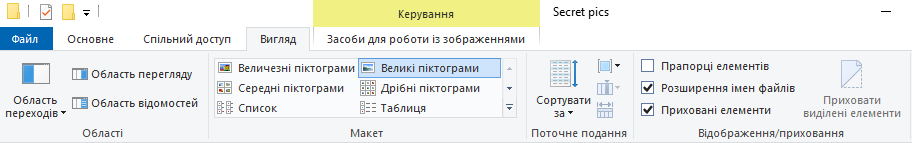 Керування
Secret pics
Файл
Основне
Спільний доступ
Вигляд
Засоби для роботи із зображеннями
Область переходів
Область перегляду
Область відомостей
Області
Величезні піктограми
Великі піктограми
Середні піктограми
Дрібні піктограми
Список
Таблиця
Макет
Сортувати за
Поточне подання
Прапорці елементів
Розширення імен файлів
Приховані елементи
Приховати виділені елементи
Відображення/приховання